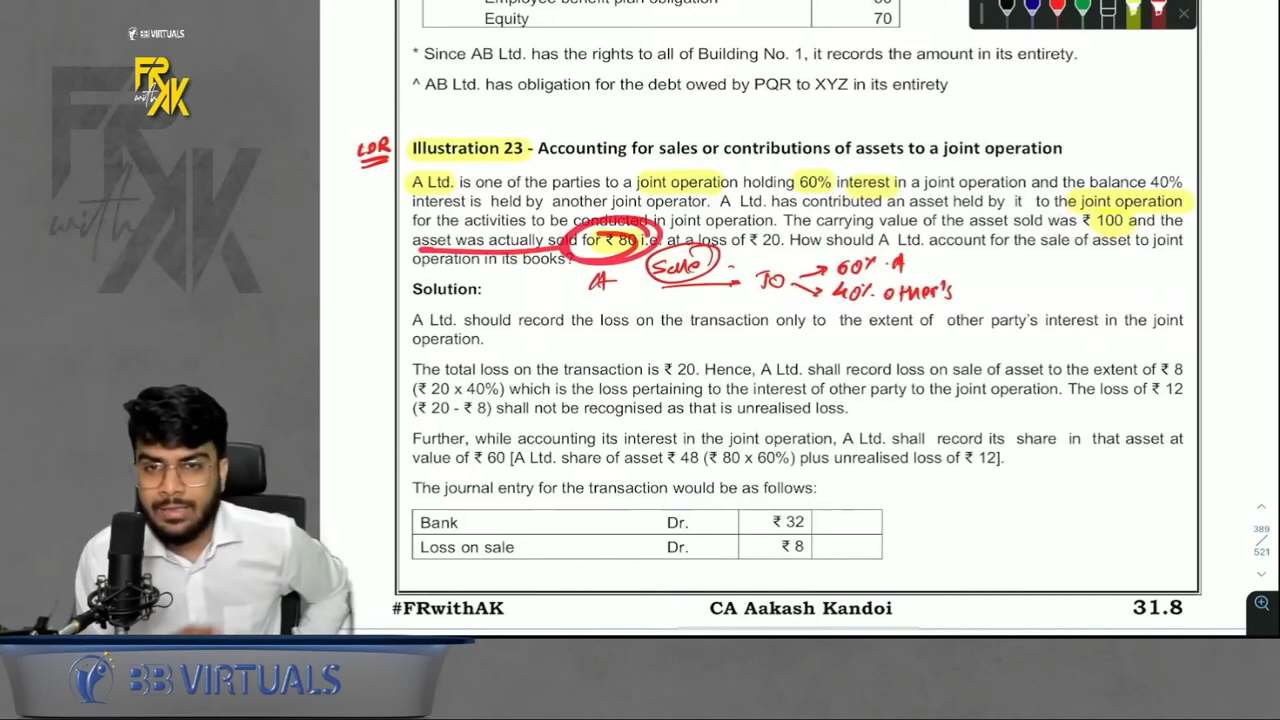 BB VIRTUALS
FR
with
AK
FR
with
AK
Equity 70
* Since AB Ltd. has the rights to all of Building No. 1, it records the amount in its entirety.
^ AB Ltd. has obligation for the debt owed by PQR to XYZ in its entirety
LDR
Illustration 23 - Accounting for sales or contributions of assets to a joint operation
A Ltd. is one of the parties to a joint operation holding 60% interest in a joint operation and the balance 40%
interest is held by another joint operator. A Ltd. has contributed an asset held by it to the joint operation
for the activities to be conducted in joint operation. The carrying value of the asset sold was ₹ 100 and the
asset was actually sold for ₹ 80 i.e. at a loss of ₹ 20. How should A Ltd. account for the sale of asset to joint
operation in its books?
A Sale JO 60% A
40% other's
Solution:
A Ltd. should record the loss on the transaction only to the extent of other party's interest in the joint
operation.
The total loss on the transaction is ₹ 20. Hence, A Ltd. shall record loss on sale of asset to the extent of ₹ 8
(₹ 20 x 40%) which is the loss pertaining to the interest of other party to the joint operation. The loss of ₹ 12
(₹ 20 - ₹ 8) shall not be recognised as that is unrealised loss.
Further, while accounting its interest in the joint operation, A Ltd. shall record its share in that asset at
value of ₹ 60 [A Ltd. share of asset ₹ 48 (₹ 80 x 60%) plus unrealised loss of ₹ 12].
The journal entry for the transaction would be as follows:
Bank Dr. ₹ 32
Loss on sale Dr. ₹ 8
#FRwithAK CA Aakash Kandoi 31.8
389
521
BB VIRTUALS